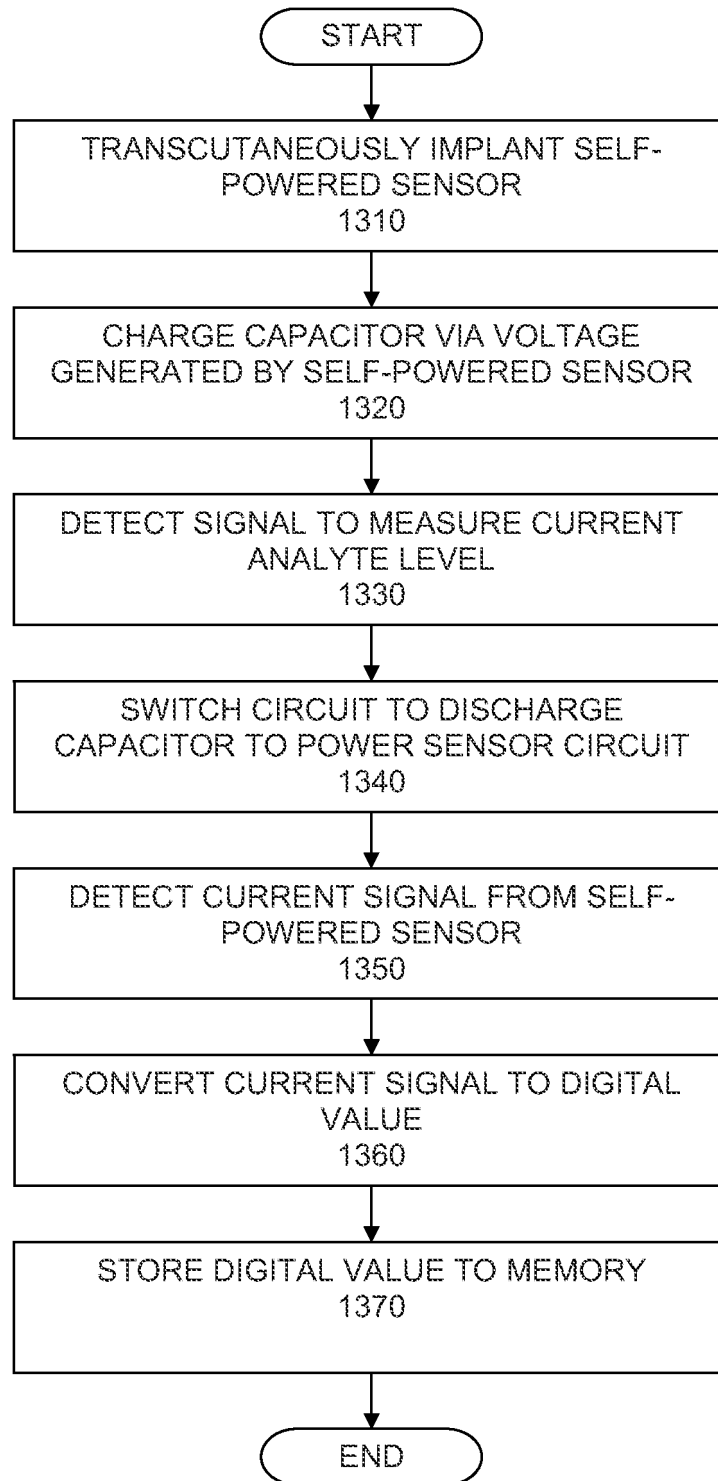 START
TRANSCUTANEOUSLY IMPLANT SELF-
POWERED SENSOR
1310
CHARGE CAPACITOR VIA VOLTAGE
GENERATED BY SELF-POWERED SENSOR
1320
DETECT SIGNAL TO MEASURE CURRENT
ANALYTE LEVEL
1330
SWITCH CIRCUIT TO DISCHARGE
CAPACITOR TO POWER SENSOR CIRCUIT
1340
DETECT CURRENT SIGNAL FROM SELF-
POWERED SENSOR
1350
CONVERT CURRENT SIGNAL TO DIGITAL
VALUE
1360
STORE DIGITAL VALUE TO MEMORY
1370
END